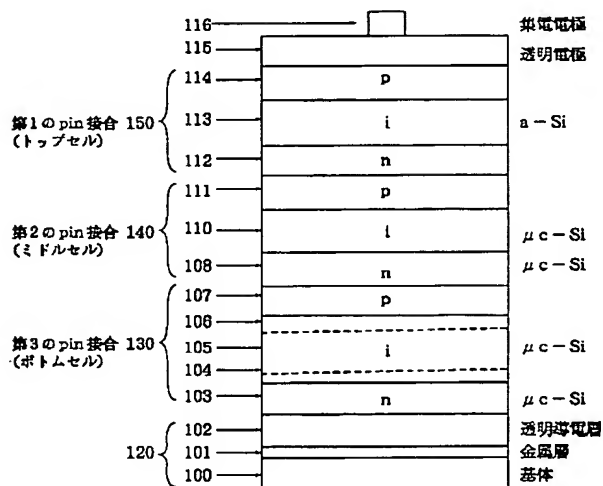 116 集電電極
115 透明電極
114 p
第1のpin接合 150 113 i a-Si
(トップセル)
112 n
111 p
第2のpin接合 140 110 i μc-Si
(ミドルセル)
108 n μc-Si
107 p
106
第3のpin接合 130 105 i μc-Si
(ボトムセル)
104
103 n μc-Si
102 透明導電層
120 101 金属層
100 基体